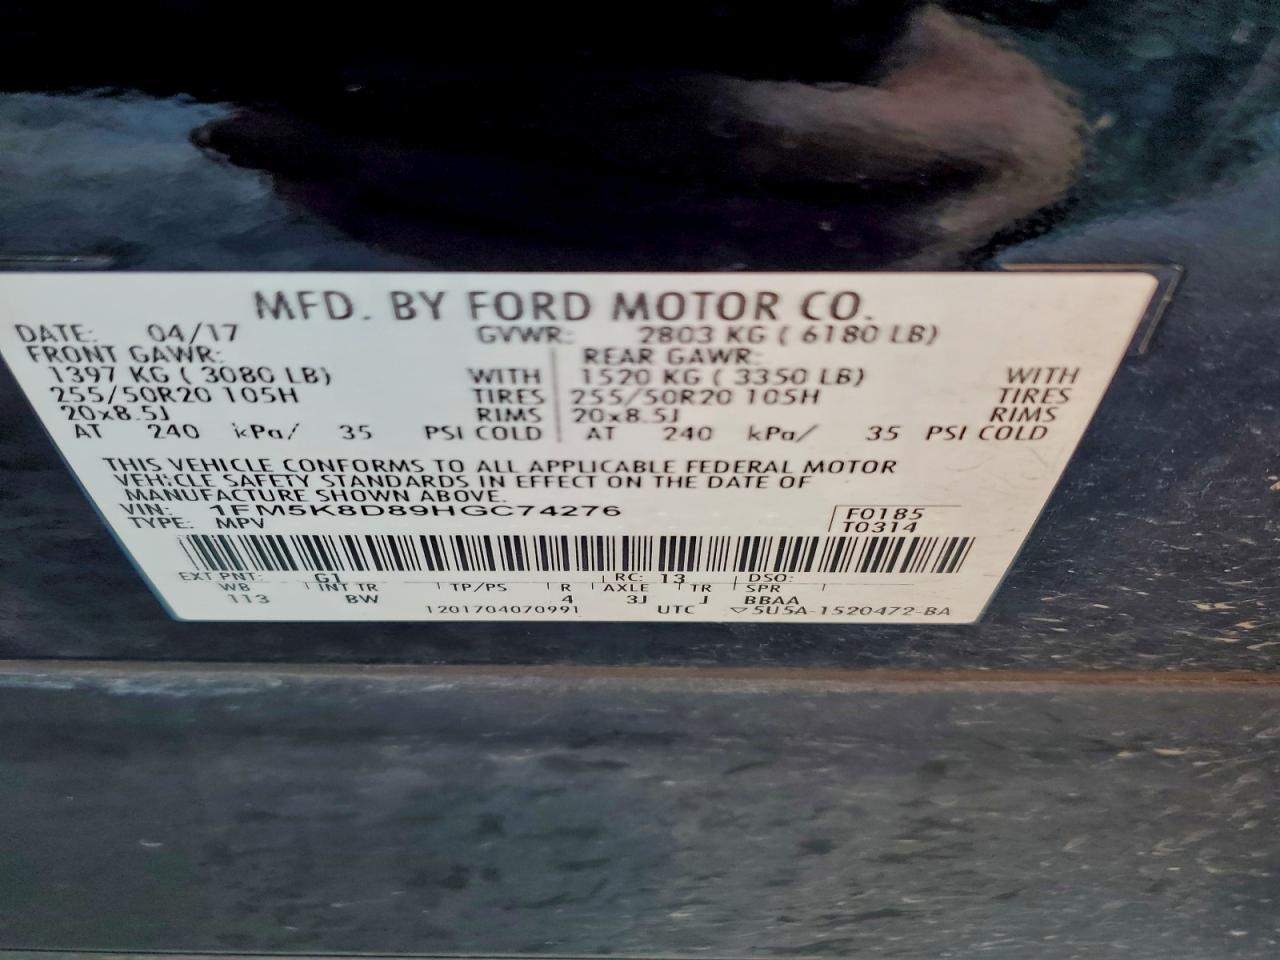 MFD. BY FORD MOTOR CO.
DATE: 04/17 GVWR: 2803 KG ( 6180 LB)
FRONT GAWR: REAR GAWR:
1397 KG ( 3080 LB) WITH 1520 KG ( 3350 LB) WITH
255/50R20 105H TIRES 255/50R20 105H TIRES
20x8.5J RIMS 20x8.5J RIMS
AT 240 kPa/ 35 PSI COLD AT 240 kPa/ 35 PSI COLD
THIS VEHICLE CONFORMS TO ALL APPLICABLE FEDERAL MOTOR
VEHICLE SAFETY STANDARDS IN EFFECT ON THE DATE OF
MANUFACTURE SHOWN ABOVE.
VIN: 1FM5K8D89HGC74276 F0185
TYPE: MPV T0314
EXT PNT: G1 RC: 13 DSO:
WB INT TR TP/PS R AXLE TR SPR
113 BW 4 3J J BBAA
1201704070991 UTC ▽5U5A-1520472-BA